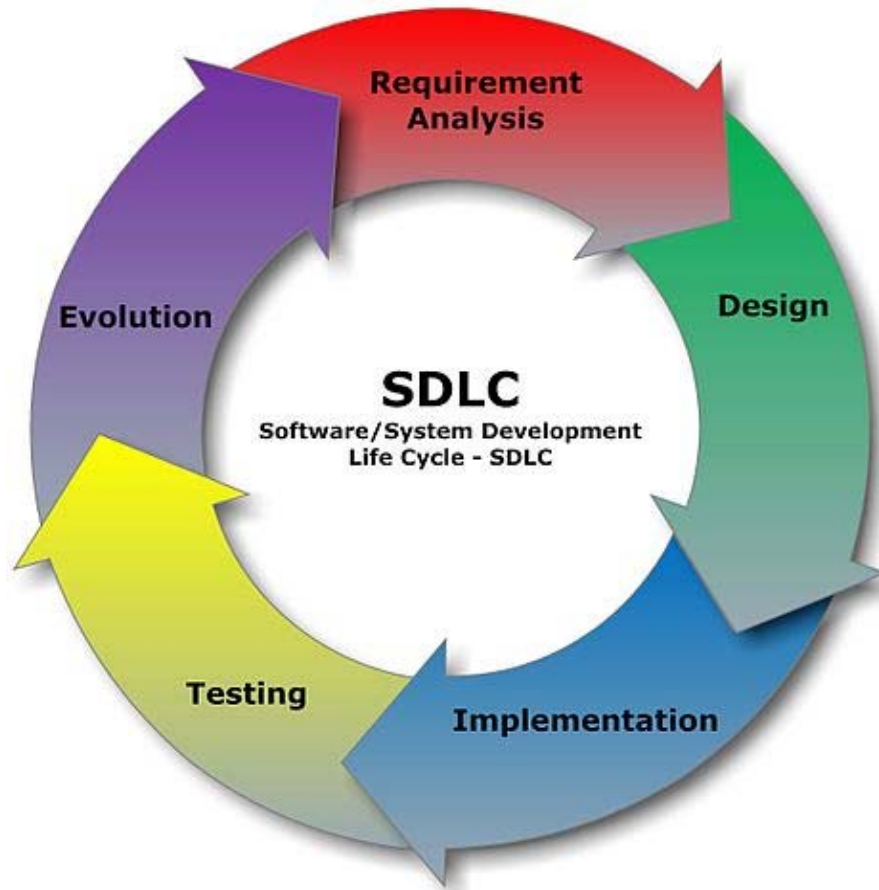 Requirement
Analysis
Design
Implementation
Testing
Evolution
SDLC
Software/System Development
Life Cycle - SDLC